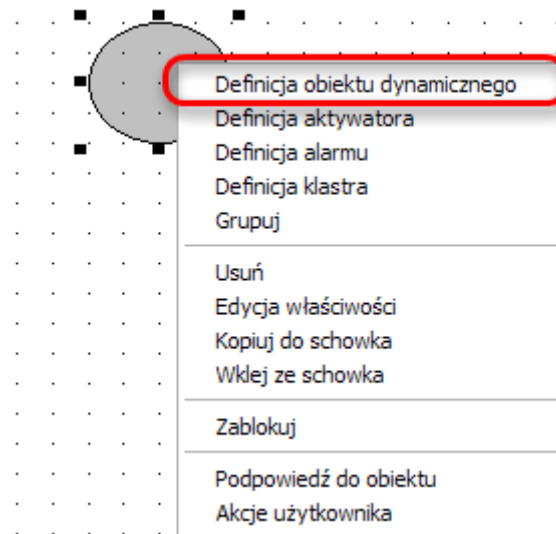 Definicja obiektu dynamicznego
Definicja aktywatora
Definicja alarmu
Definicja klastra
Grupuj
Usuń
Edycja właściwości
Kopiuj do schowka
Wklej ze schowka
Zablokuj
Podpowiedź do obiektu
Akcje użytkownika